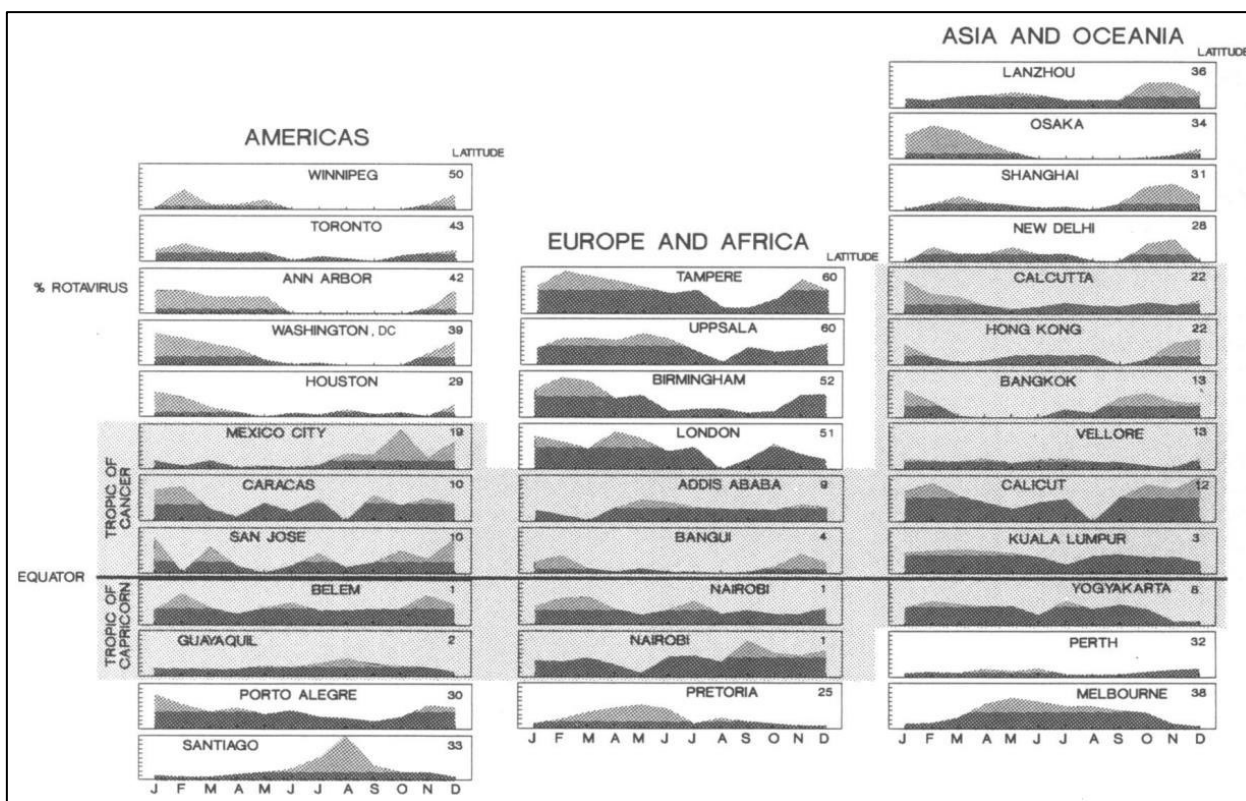 AMERICAS
LATITUDE
WINNIPEG 50
TORONTO 43
% ROTAVIRUS
ANN ARBOR 42
WASHINGTON, DC 39
HOUSTON 29
TROPIC OF CANCER
MEXICO CITY 19
CARACAS 10
SAN JOSE 10
EQUATOR
TROPIC OF CAPRICORN
BELEM 1
GUAYAQUIL 2
PORTO ALEGRE 30
SANTIAGO 33
J F M A M J J A S O N D
EUROPE AND AFRICA
LATITUDE
TAMPERE 60
UPPSALA 60
BIRMINGHAM 52
LONDON 51
ADDIS ABABA 9
BANGUI 4
NAIROBI 1
NAIROBI 1
PRETORIA 25
J F M A M J J A S O N D
ASIA AND OCEANIA
LATITUDE
LANZHOU 36
OSAKA 34
SHANGHAI 31
NEW DELHI 28
CALCUTTA 22
HONG KONG 22
BANGKOK 13
VELLORE 13
CALICUT 12
KUALA LUMPUR 3
YOGYAKARTA
PERTH 32
MELBOURNE 38
J F M A M J J A S O N D